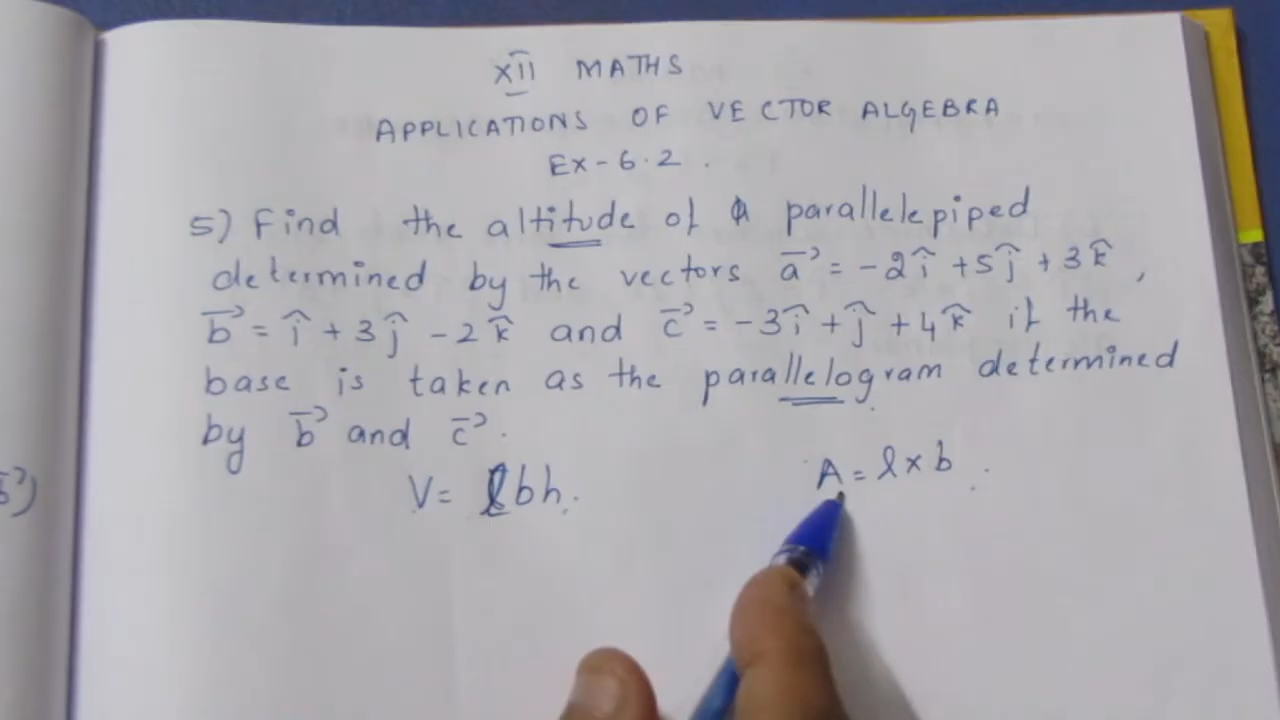 XII MATHS
APPLICATIONS OF VECTOR ALGEBRA
Ex-6.2.
5) Find the altitude of a parallelepiped
determined by the vectors a⃗ = -2î + 5ĵ + 3k̂,
b⃗ = î + 3ĵ - 2k̂ and c⃗ = -3î + ĵ + 4k̂ if the
base is taken as the parallelogram determined
by b⃗ and c⃗.
V= lbh. A = l×b